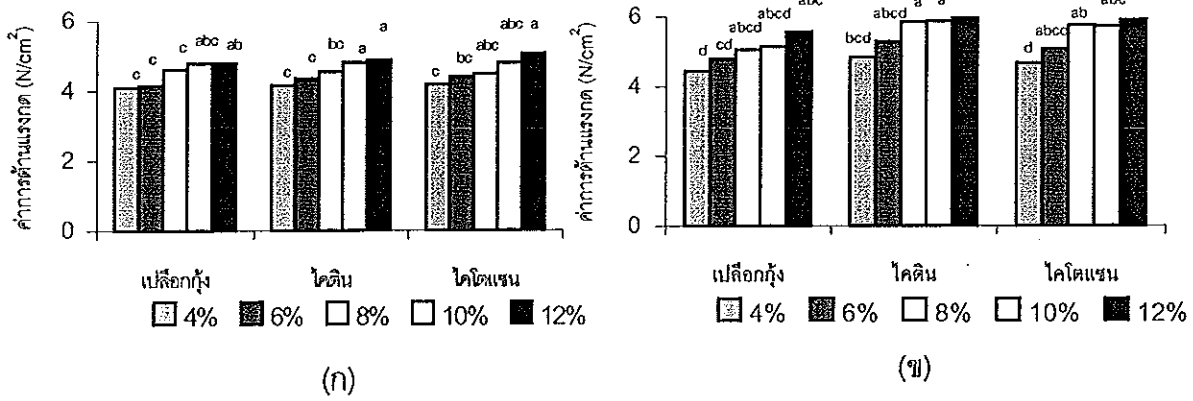 ค่าการต้านแรงกด (N/cm²)
6
4
2
0
c c c abc ab
c c bc a a
c bc abc a a
เปลือกกุ้ง ไคติน ไคโตแซน
4% 6% 8% 10% 12%
(ก)
ค่าการต้านแรงกด (N/cm²)
6
4
2
0
d cd abcd abcd abc
bcd abcd a a
d abcd ab abc
เปลือกกุ้ง ไคติน ไคโตแซน
4% 6% 8% 10% 12%
(ข)